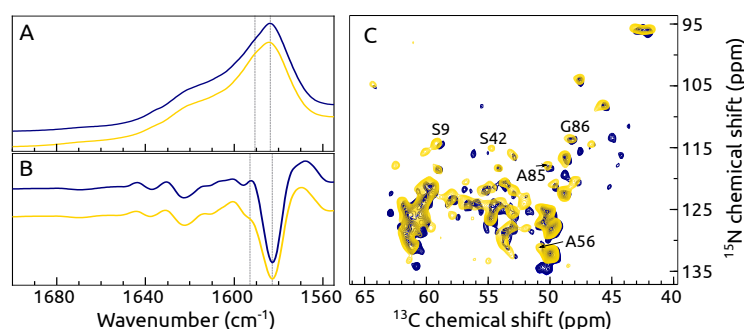 A
B
1680
1640
1600
1560
Wavenumber (cm⁻¹)
C
S9
S42
G86
A85
A56
95
105
115
125
135
¹⁵N chemical shift (ppm)
65
60
55
50
45
40
¹³C chemical shift (ppm)